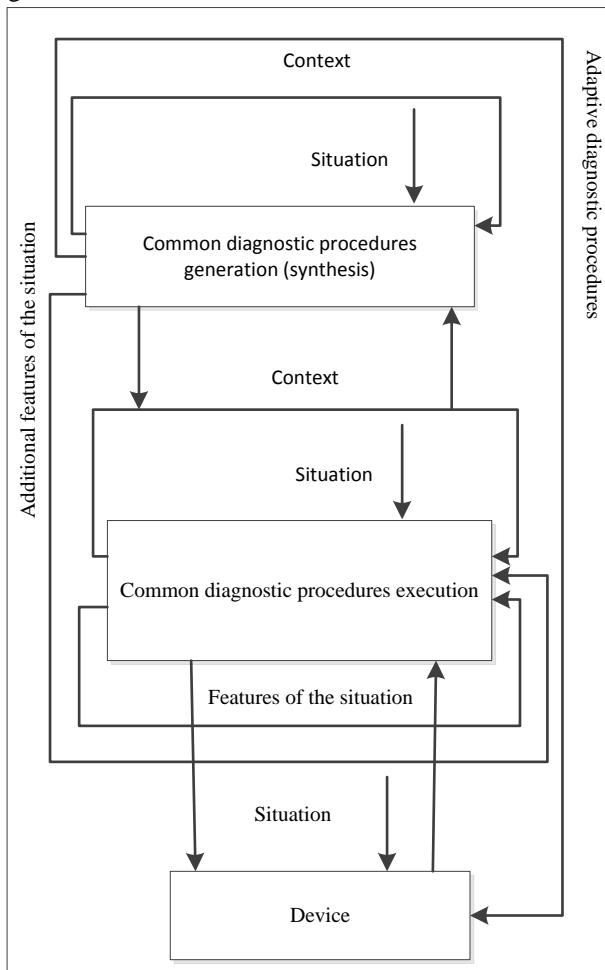 Context
Adaptive diagnostic procedures
Situation
Common diagnostic procedures
generation (synthesis)
Additional features of the situation
Context
Situation
Common diagnostic procedures execution
Features of the situation
Situation
Device